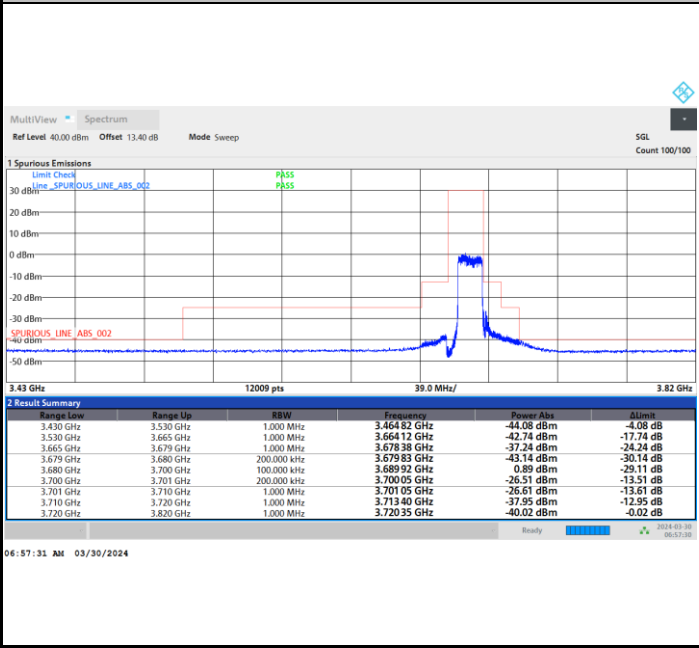 MultiView Spectrum
Ref Level 40.00 dBm Offset 13.40 dB Mode Sweep SGL
Count 100/100
1 Spurious Emissions
Limit Check PASS
Line _SPURIOUS_LINE_ABS_002 PASS
30 dBm
20 dBm
10 dBm
0 dBm
-10 dBm
-20 dBm
-30 dBm
_SPURIOUS_LINE_ABS_002
-40 dBm
-50 dBm
3.43 GHz 12009 pts 39.0 MHz/ 3.82 GHz
2 Result Summary
Range Low Range Up RBW Frequency Power Abs ΔLimit
3.430 GHz 3.530 GHz 1.000 MHz 3.464 82 GHz -44.08 dBm -4.08 dB
3.530 GHz 3.665 GHz 1.000 MHz 3.664 12 GHz -42.74 dBm -17.74 dB
3.665 GHz 3.679 GHz 1.000 MHz 3.678 38 GHz -37.24 dBm -24.24 dB
3.679 GHz 3.680 GHz 200.000 kHz 3.679 83 GHz -43.14 dBm -30.14 dB
3.680 GHz 3.700 GHz 100.000 kHz 3.689 92 GHz 0.89 dBm -29.11 dB
3.700 GHz 3.701 GHz 200.000 kHz 3.700 05 GHz -26.51 dBm -13.51 dB
3.701 GHz 3.710 GHz 1.000 MHz 3.701 05 GHz -26.61 dBm -13.61 dB
3.710 GHz 3.720 GHz 1.000 MHz 3.713 40 GHz -37.95 dBm -12.95 dB
3.720 GHz 3.820 GHz 1.000 MHz 3.720 35 GHz -40.02 dBm -0.02 dB
Ready 2024-03-30
06:57:30
06:57:31 AM 03/30/2024